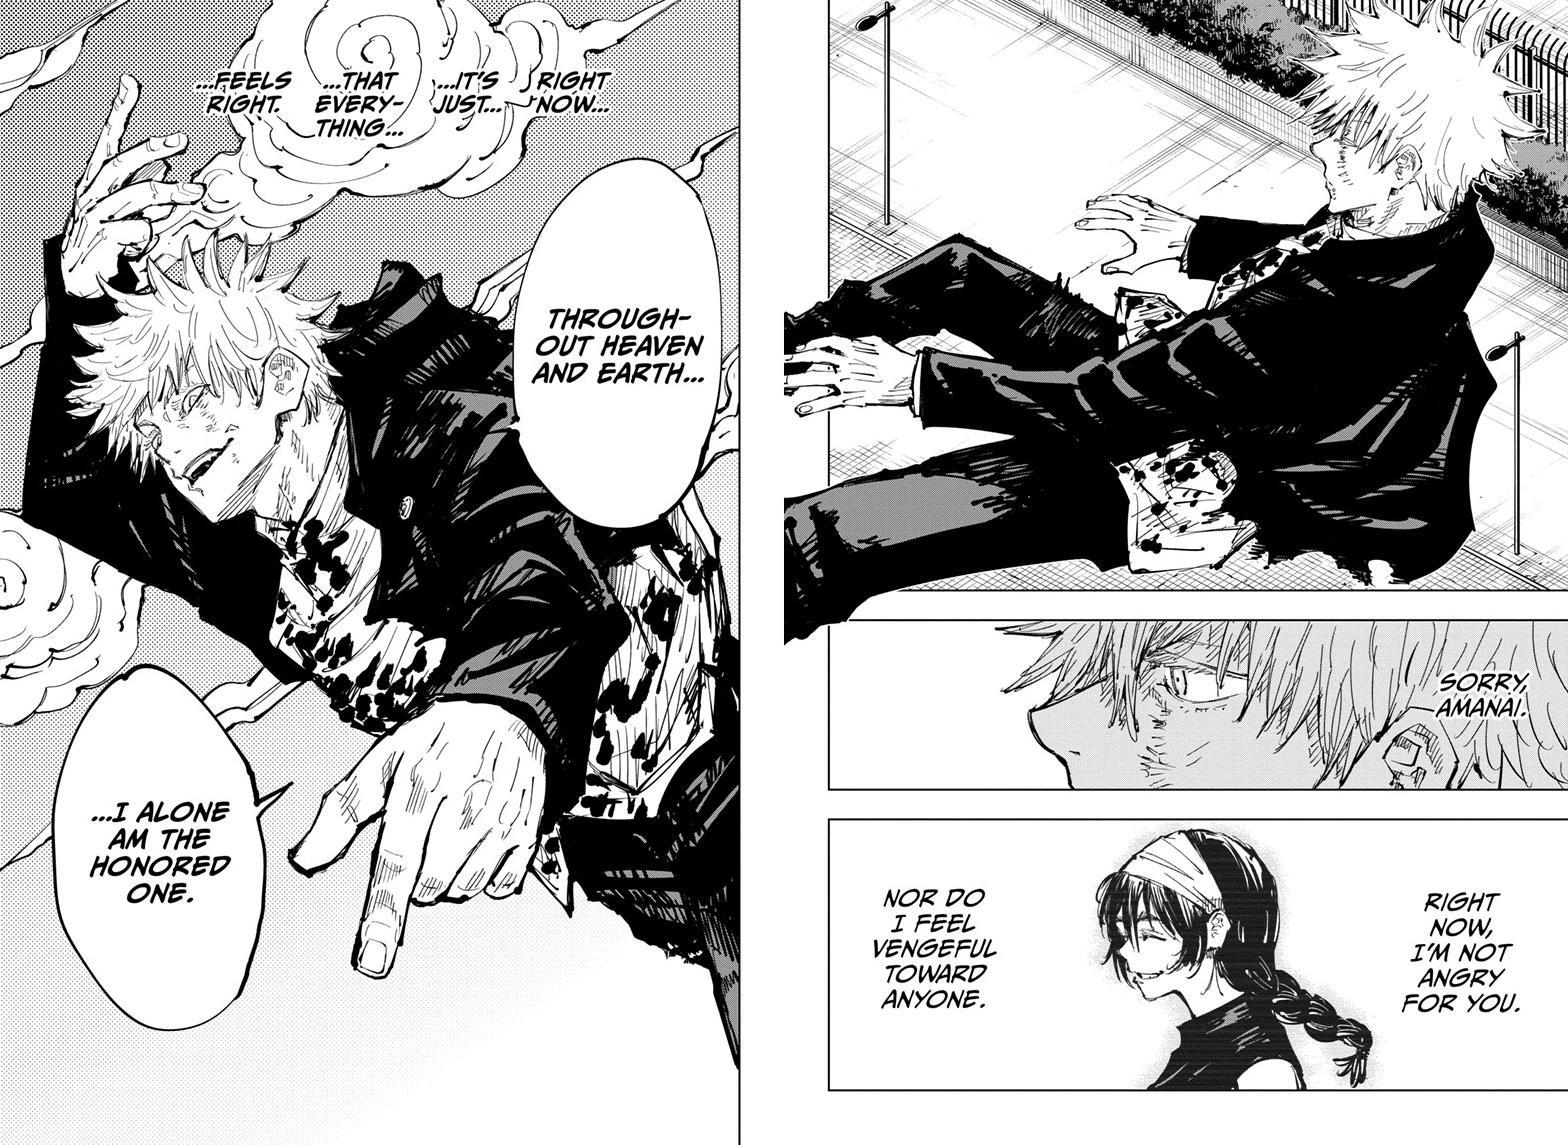 SORRY,
AMANAI.
RIGHT
NOW,
I'M NOT
ANGRY
FOR YOU.
NOR DO
I FEEL
VENGEFUL
TOWARD
ANYONE.
RIGHT
NOW...
...IT'S
JUST...
...THAT
EVERY-
THING...
...FEELS
RIGHT.
THROUGH-
OUT HEAVEN
AND EARTH...
...I ALONE
AM THE
HONORED
ONE.